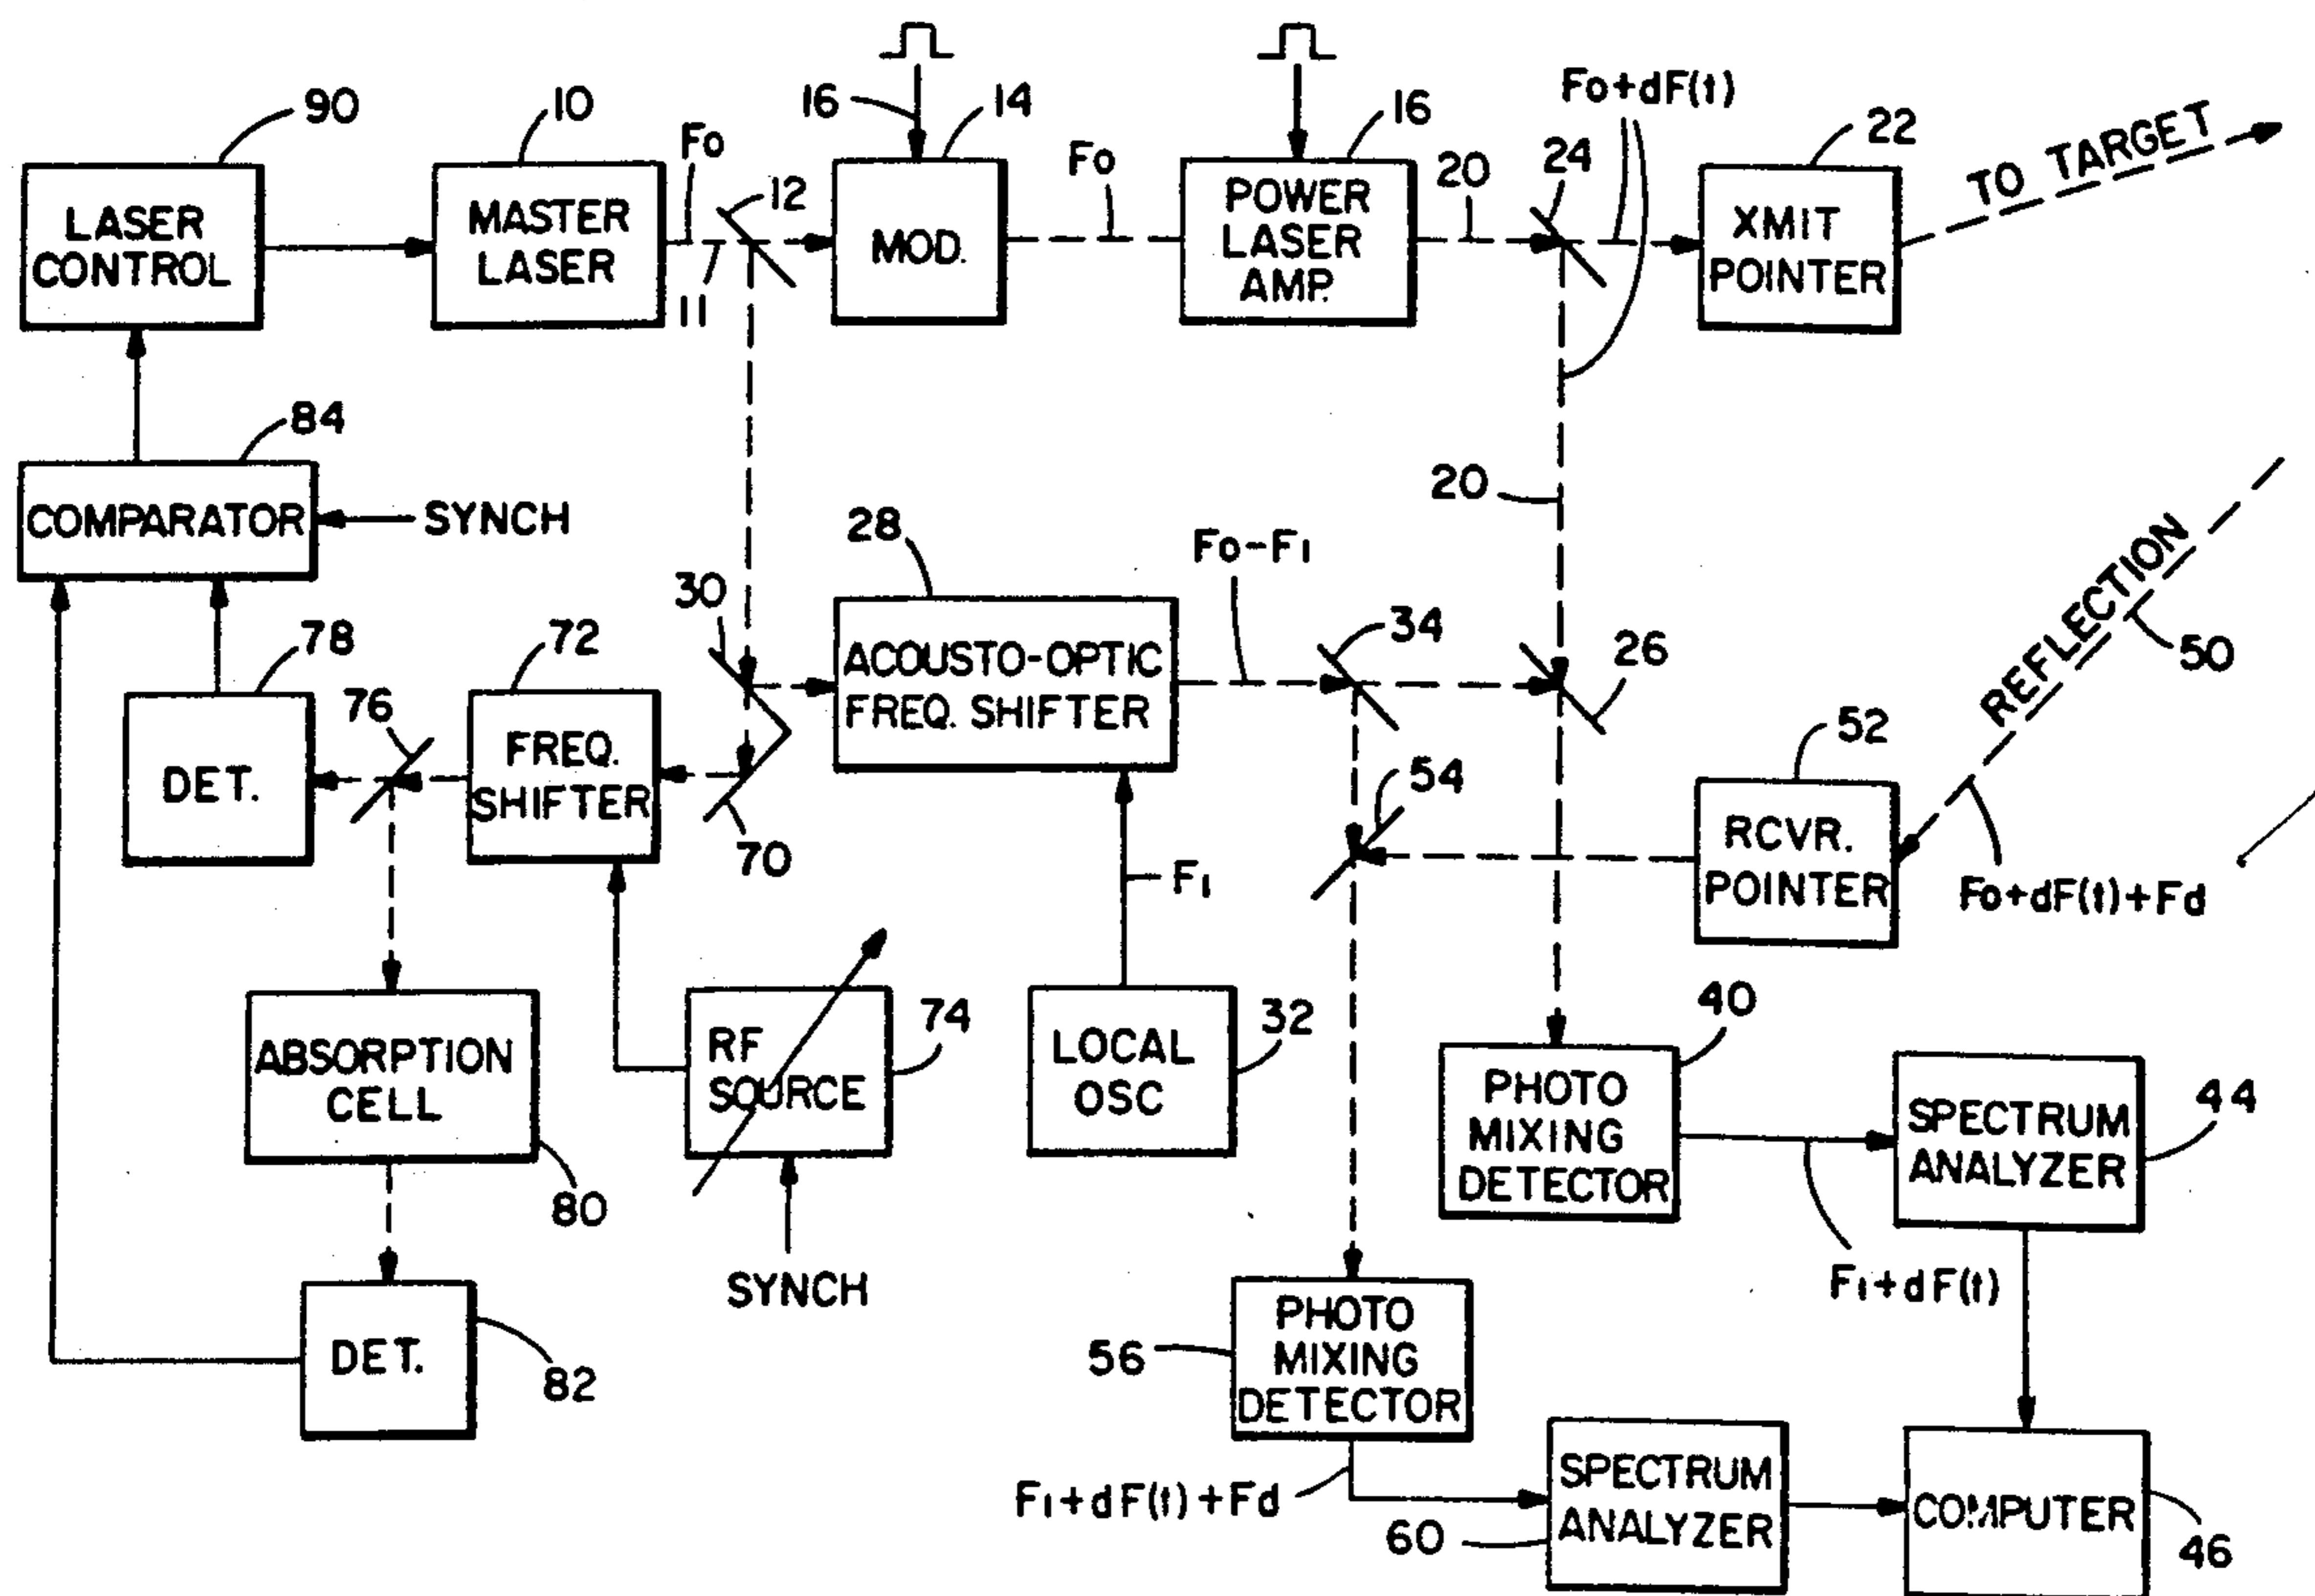 90
10
16
14
16
Fo+dF(t)
22
TO TARGET
Fo
12
Fo
20
24
LASER
CONTROL
MASTER
LASER
11
MOD.
POWER
LASER
AMP.
XMIT
POINTER
84
20
COMPARATOR
SYNCH
28
Fo-F1
REFLECTION
50
30
34
26
78
72
76
ACOUSTO-OPTIC
FREQ. SHIFTER
52
DET.
FREQ.
SHIFTER
70
54
F1
RCVR.
POINTER
Fo+dF(t)+Fd
ABSORPTION
CELL
80
RF
SOURCE
74
LOCAL
OSC
32
40
PHOTO
MIXING
DETECTOR
SPECTRUM
ANALYZER
44
SYNCH
F1+dF(t)
DET.
82
56
PHOTO
MIXING
DETECTOR
F1+dF(t)+Fd
SPECTRUM
ANALYZER
60
COMPUTER
46